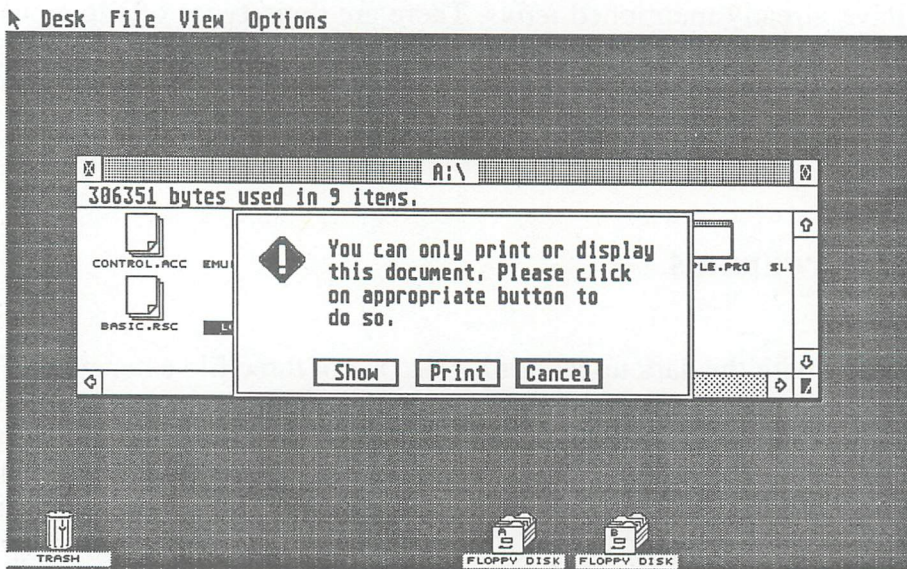 Desk File View Options
A:\
306351 bytes used in 9 items.
You can only print or display
this document. Please click
on appropriate button to
do so.
CONTROL.ACC
BASIC.RSC
Show Print Cancel
TRASH
A
FLOPPY DISK
B
FLOPPY DISK